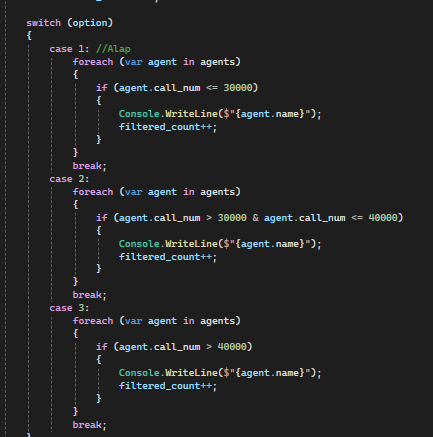 switch (option)
{
case 1: //Alap
foreach (var agent in agents)
{
if (agent.call_num <= 30000)
{
Console.WriteLine($"{agent.name}");
filtered_count++;
}
}
break;
case 2:
foreach (var agent in agents)
{
if (agent.call_num > 30000 & agent.call_num <= 40000)
{
Console.WriteLine($"{agent.name}");
filtered_count++;
}
}
break;
case 3:
foreach (var agent in agents)
{
if (agent.call_num > 40000)
{
Console.WriteLine($"{agent.name}");
filtered_count++;
}
}
break;
}